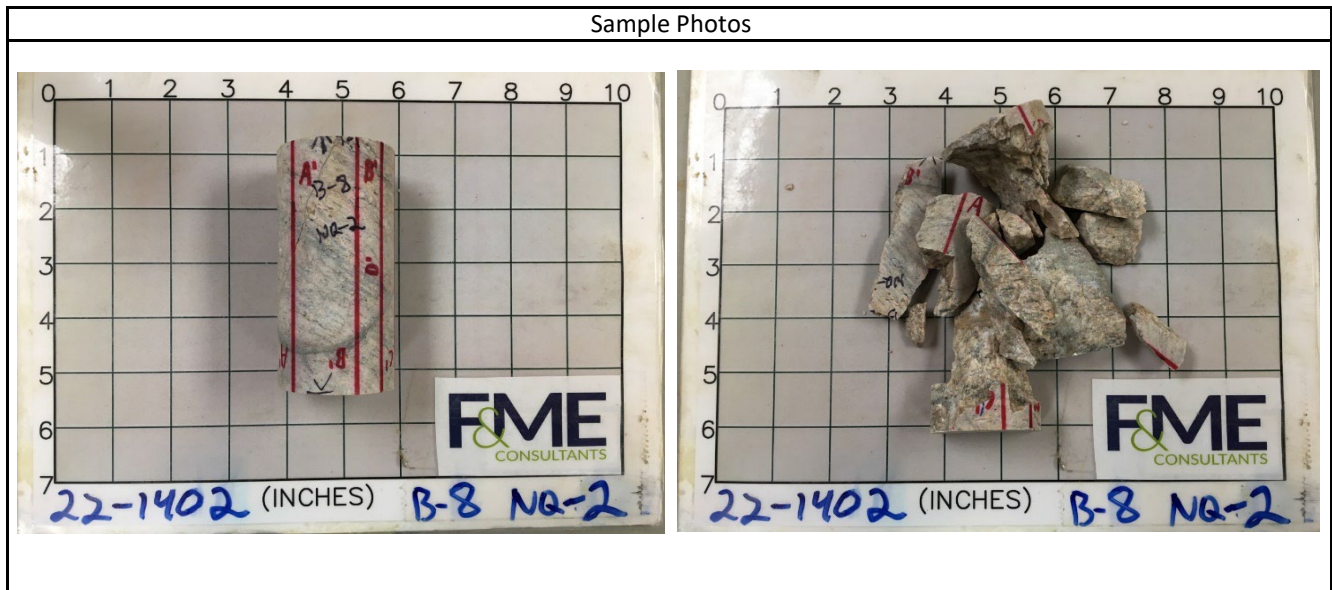 Sample Photos
0 1 2 3 4 5 6 7 8 9 10
1
2
3
4
5
6
7
A' B'
B-8
NQ-2
D'
A' B' C'
F&ME
CONSULTANTS
22-1402 (INCHES) B-8 NQ-2
0 1 2 3 4 5 6 7 8 9 10
1
2
3
4
5
6
7
B' A
F&ME
CONSULTANTS
22-1402 (INCHES) B-8 NQ-2